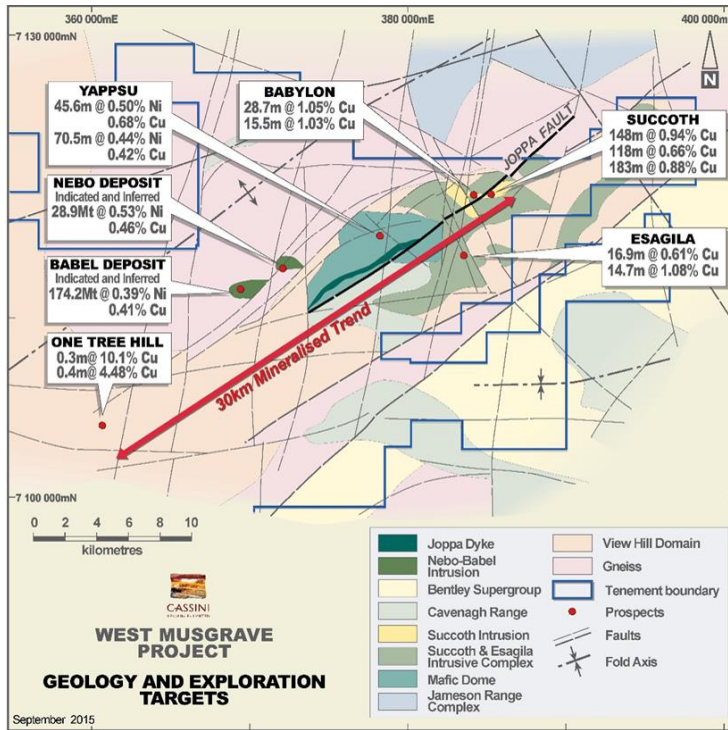 360 000mE
380 000mE
400 000mE
7 130 000mN
N
YAPPSU
45.6m @ 0.50% Ni
0.68% Cu
70.5m @ 0.44% Ni
0.42% Cu
BABYLON
28.7m @ 1.05% Cu
15.5m @ 1.03% Cu
SUCCOTH
148m @ 0.94% Cu
118m @ 0.66% Cu
183m @ 0.88% Cu
JOPPA FAULT
NEBO DEPOSIT
Indicated and Inferred
28.9Mt @ 0.53% Ni
0.46% Cu
ESAGILA
16.9m @ 0.61% Cu
14.7m @ 1.08% Cu
BABEL DEPOSIT
Indicated and Inferred
174.2Mt @ 0.39% Ni
0.41% Cu
ONE TREE HILL
0.3m@ 10.1% Cu
0.4m@ 4.48% Cu
30km Mineralised Trend
7 100 000mN
0 2 4 6 8 10
kilometres
CASSINI
WEST MUSGRAVE
PROJECT
GEOLOGY AND EXPLORATION
TARGETS
September 2015
Joppa Dyke
Nebo-Babel
Intrusion
Bentley Supergroup
Cavenagh Range
Succoth Intrusion
Succoth & Esagila
Intrusive Complex
Mafic Dome
Jameson Range
Complex
View Hill Domain
Gneiss
Tenement boundary
Prospects
Faults
Fold Axis